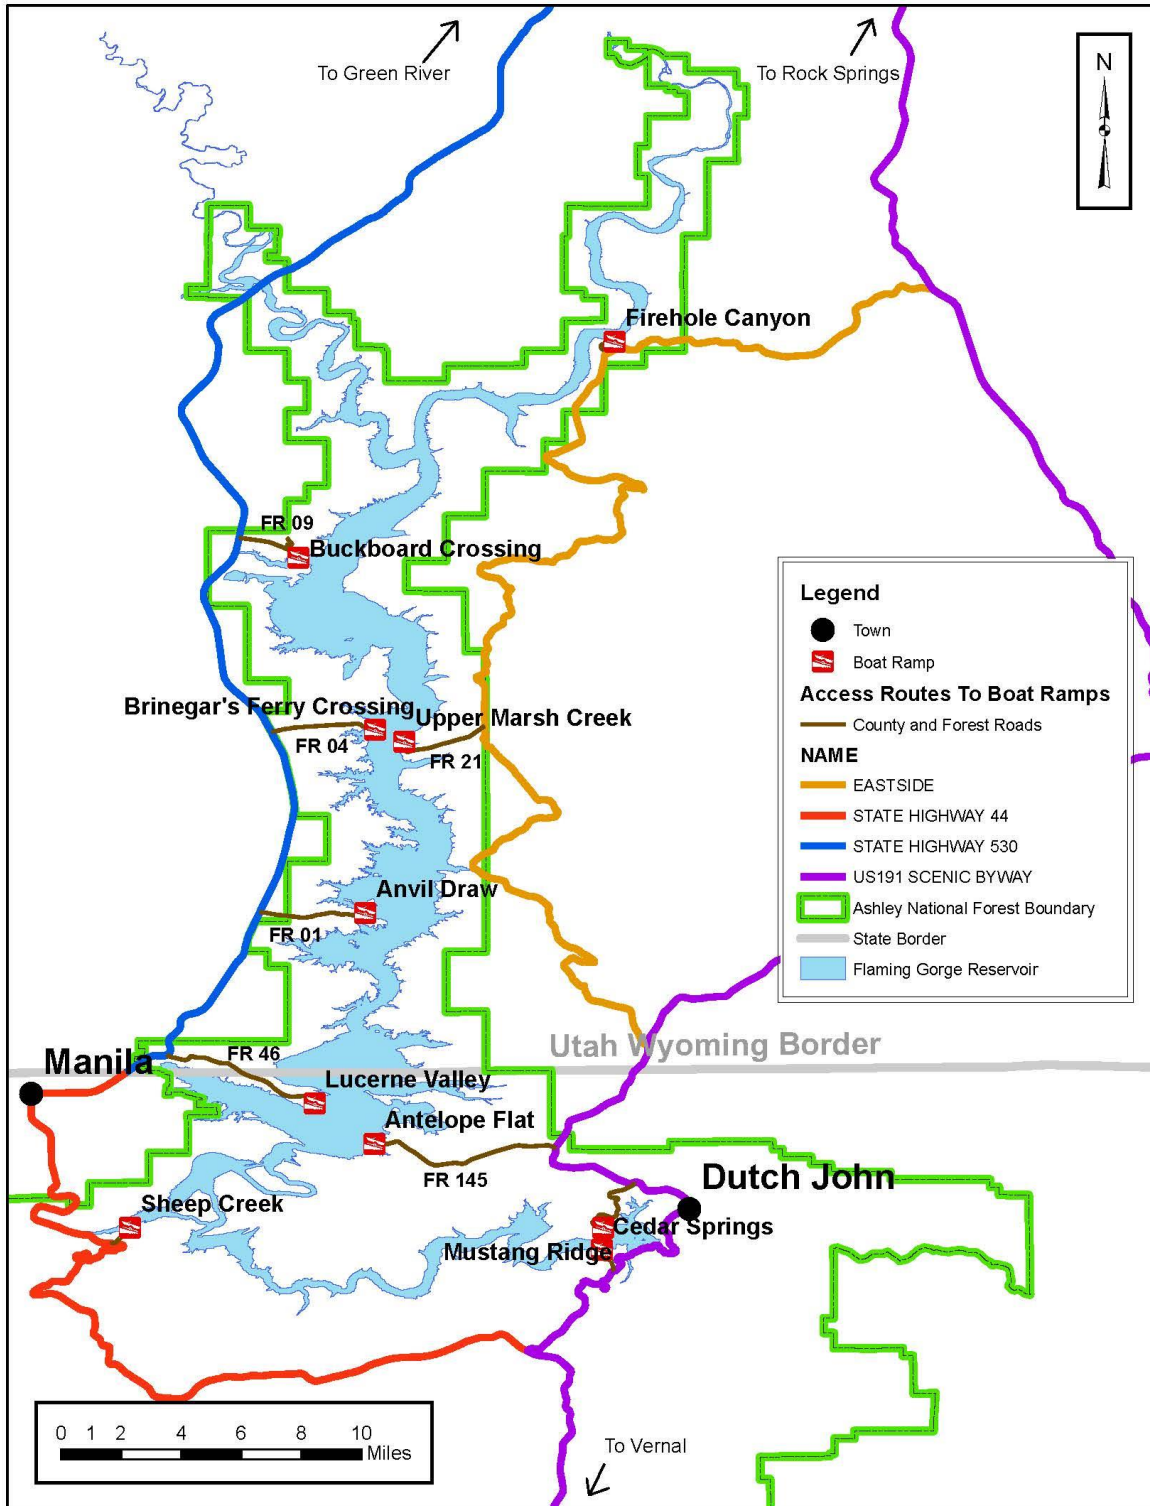 To Green River
To Rock Springs
N
Firehole Canyon
FR 09
Buckboard Crossing
Legend
Town
Boat Ramp
Access Routes To Boat Ramps
County and Forest Roads
NAME
EASTSIDE
STATE HIGHWAY 44
STATE HIGHWAY 530
US191 SCENIC BYWAY
Ashley National Forest Boundary
State Border
Flaming Gorge Reservoir
Brinegar's Ferry Crossing
Upper Marsh Creek
FR 04
FR 21
Anvil Draw
FR 01
Utah Wyoming Border
FR 46
Manila
Lucerne Valley
Antelope Flat
FR 145
Dutch John
Sheep Creek
Cedar Springs
Mustang Ridge
0 1 2 4 6 8 10
Miles
To Vernal